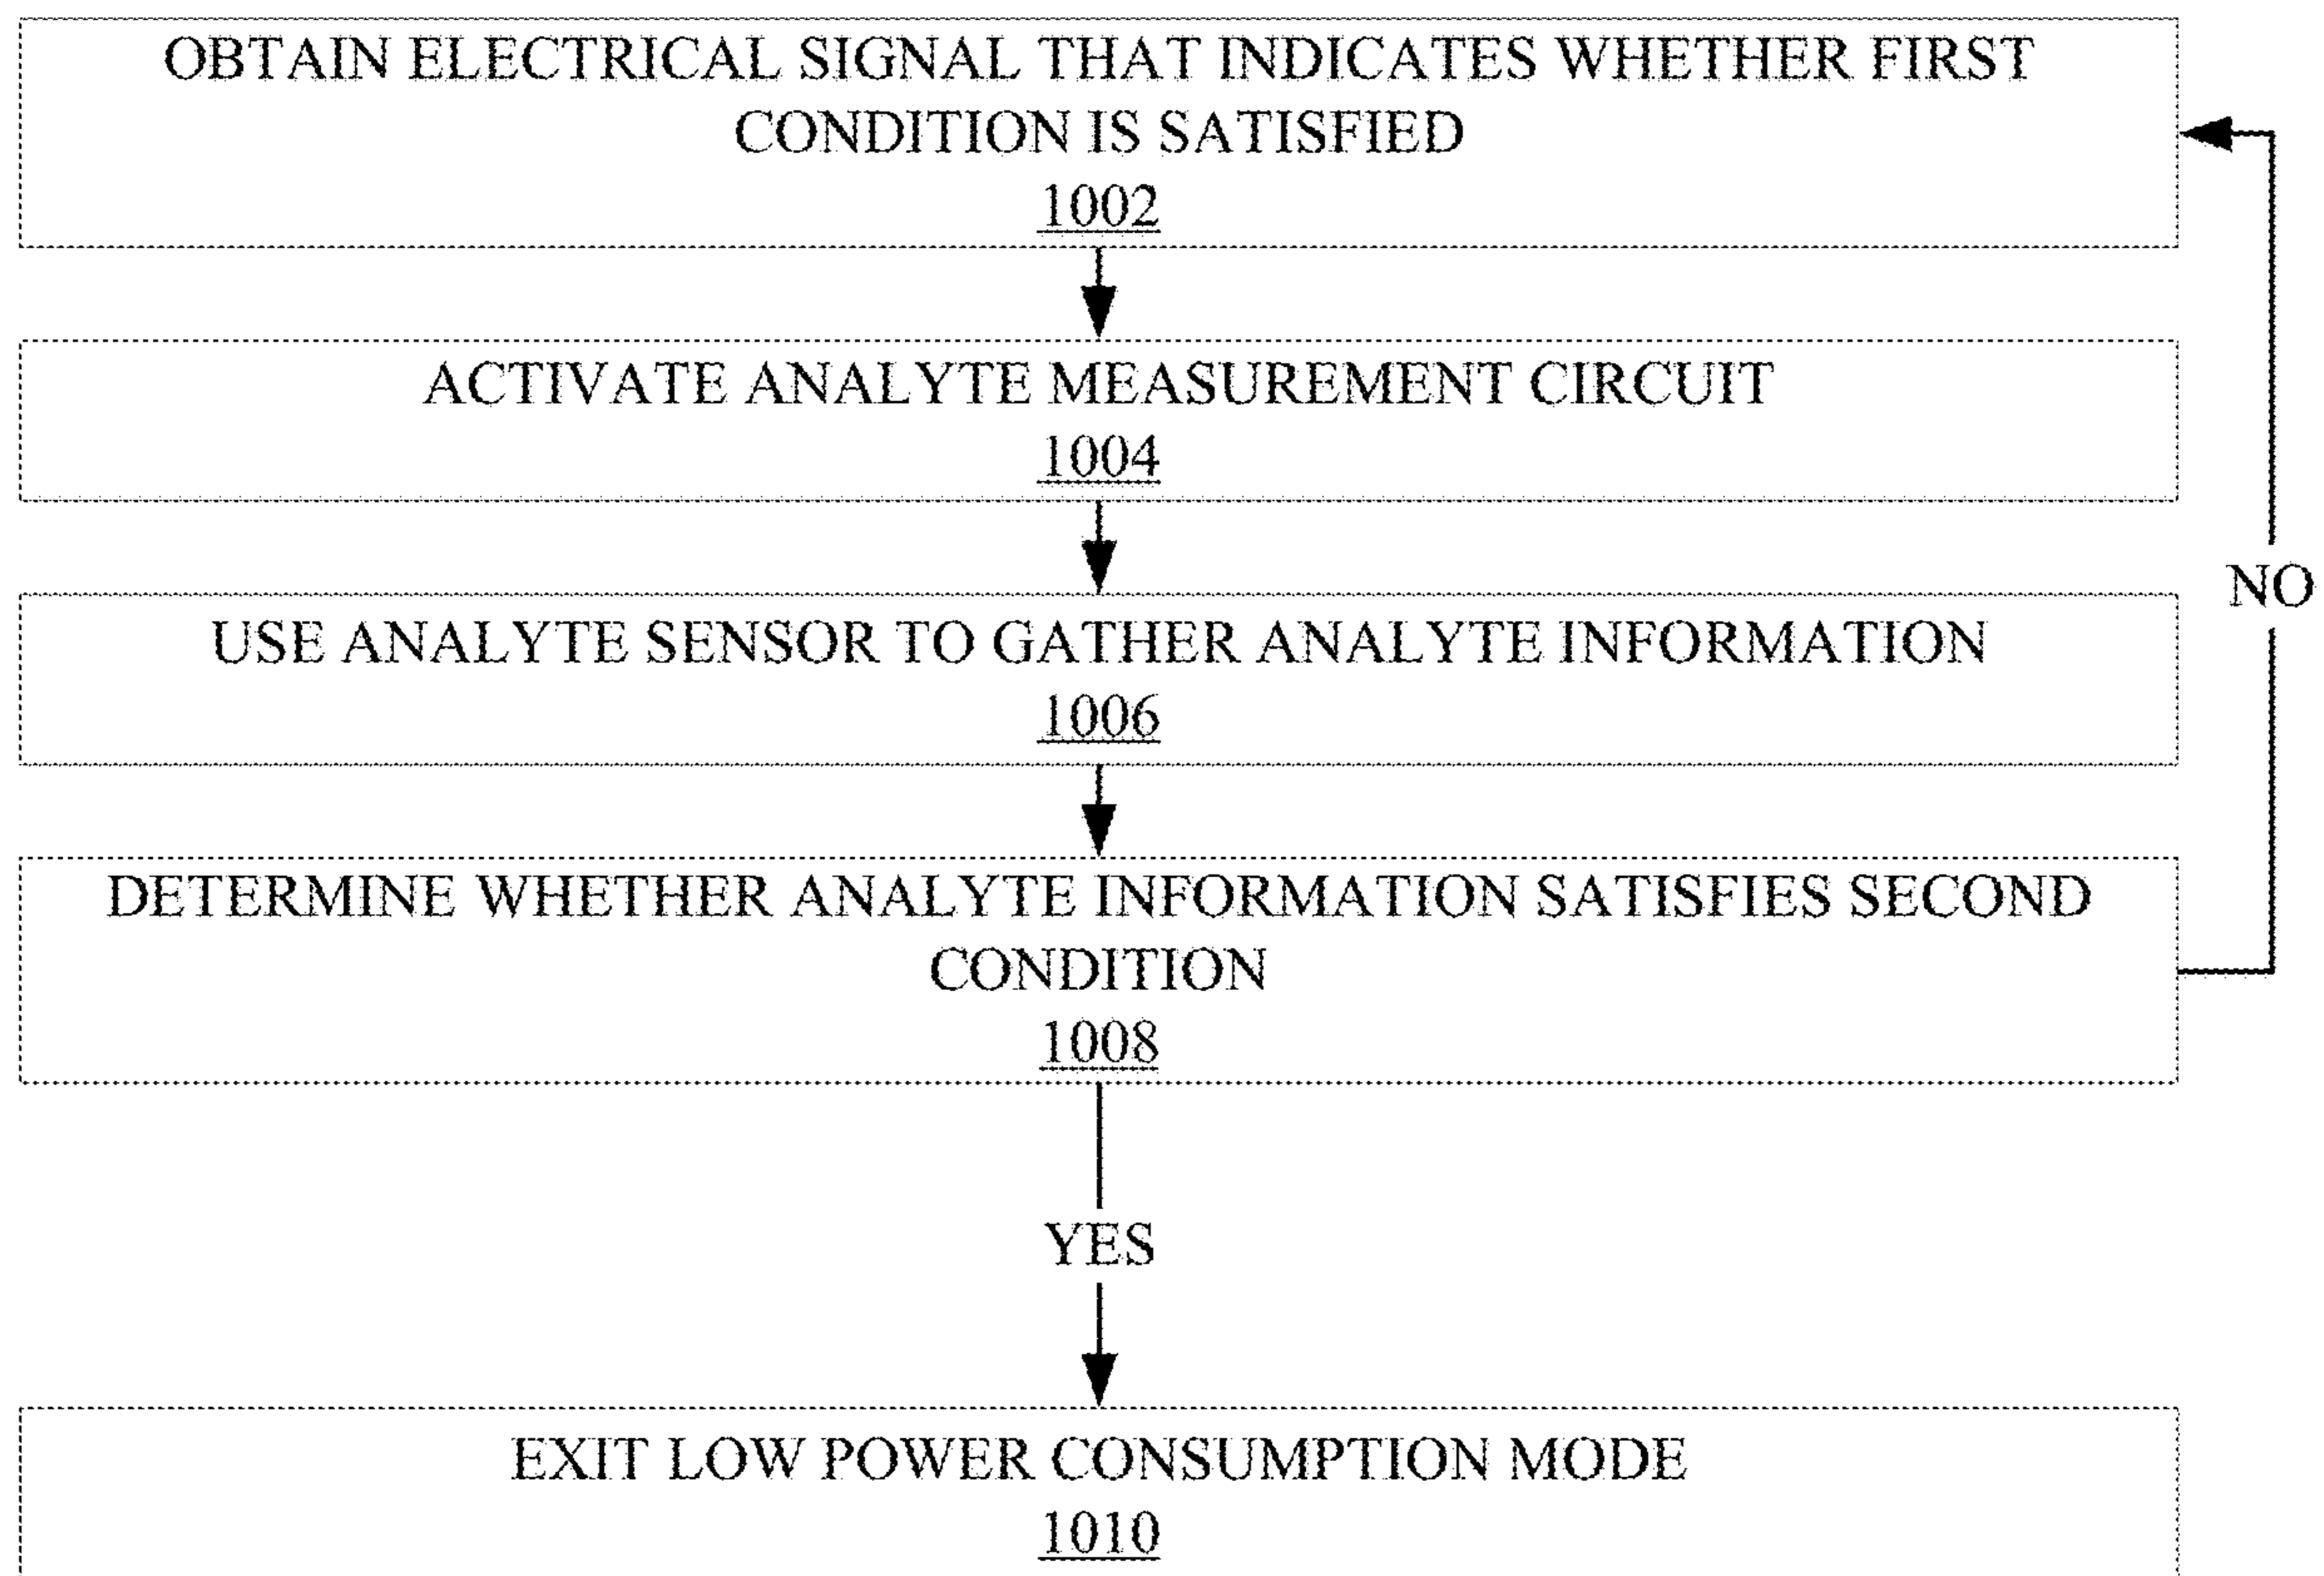 OBTAIN ELECTRICAL SIGNAL THAT INDICATES WHETHER FIRST
CONDITION IS SATISFIED
1002
ACTIVATE ANALYTE MEASUREMENT CIRCUIT
1004
NO
USE ANALYTE SENSOR TO GATHER ANALYTE INFORMATION
1006
DETERMINE WHETHER ANALYTE INFORMATION SATISFIES SECOND
CONDITION
1008
YES
EXIT LOW POWER CONSUMPTION MODE
1010